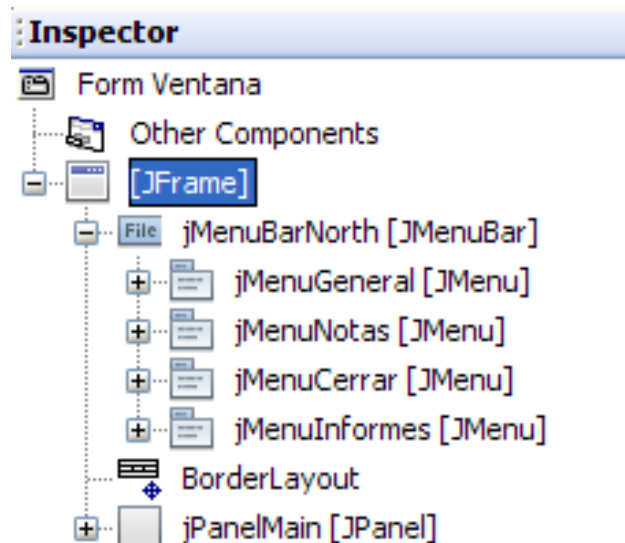 Inspector
Form Ventana
Other Components
[JFrame]
File jMenuBarNorth [JMenuBar]
jMenuGeneral [JMenu]
jMenuNotas [JMenu]
jMenuCerrar [JMenu]
jMenuInformes [JMenu]
BorderLayout
jPanelMain [JPanel]